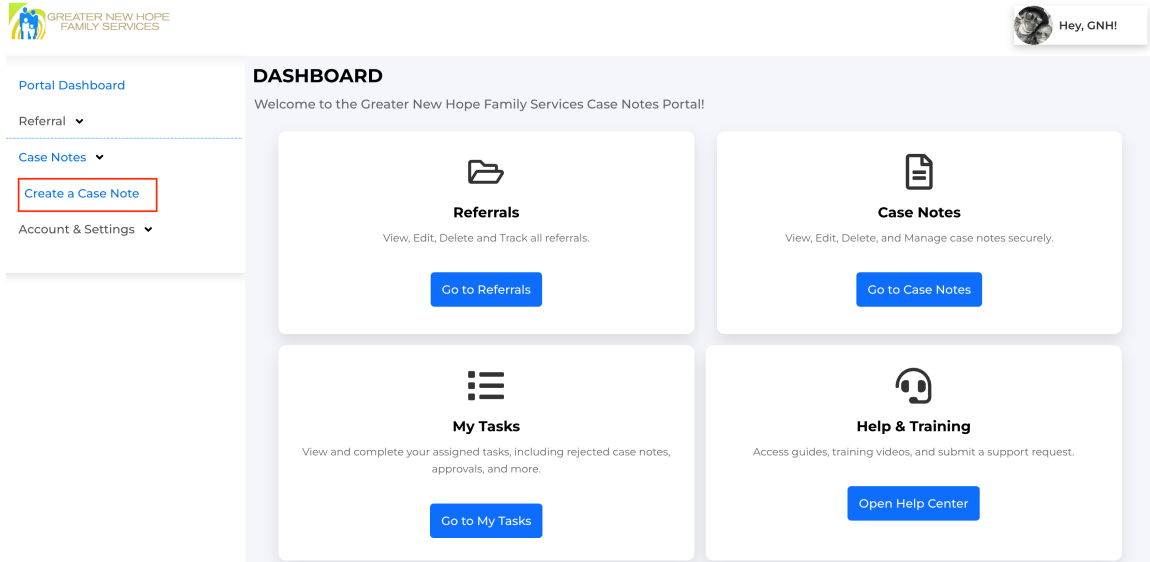 GREATER NEW HOPE
FAMILY SERVICES
Hey, GNH!
Portal Dashboard
Referral
Case Notes
Create a Case Note
Account & Settings
DASHBOARD
Welcome to the Greater New Hope Family Services Case Notes Portal!
Referrals
View, Edit, Delete and Track all referrals.
Go to Referrals
Case Notes
View, Edit, Delete, and Manage case notes securely.
Go to Case Notes
My Tasks
View and complete your assigned tasks, including rejected case notes,
approvals, and more.
Go to My Tasks
Help & Training
Access guides, training videos, and submit a support request.
Open Help Center